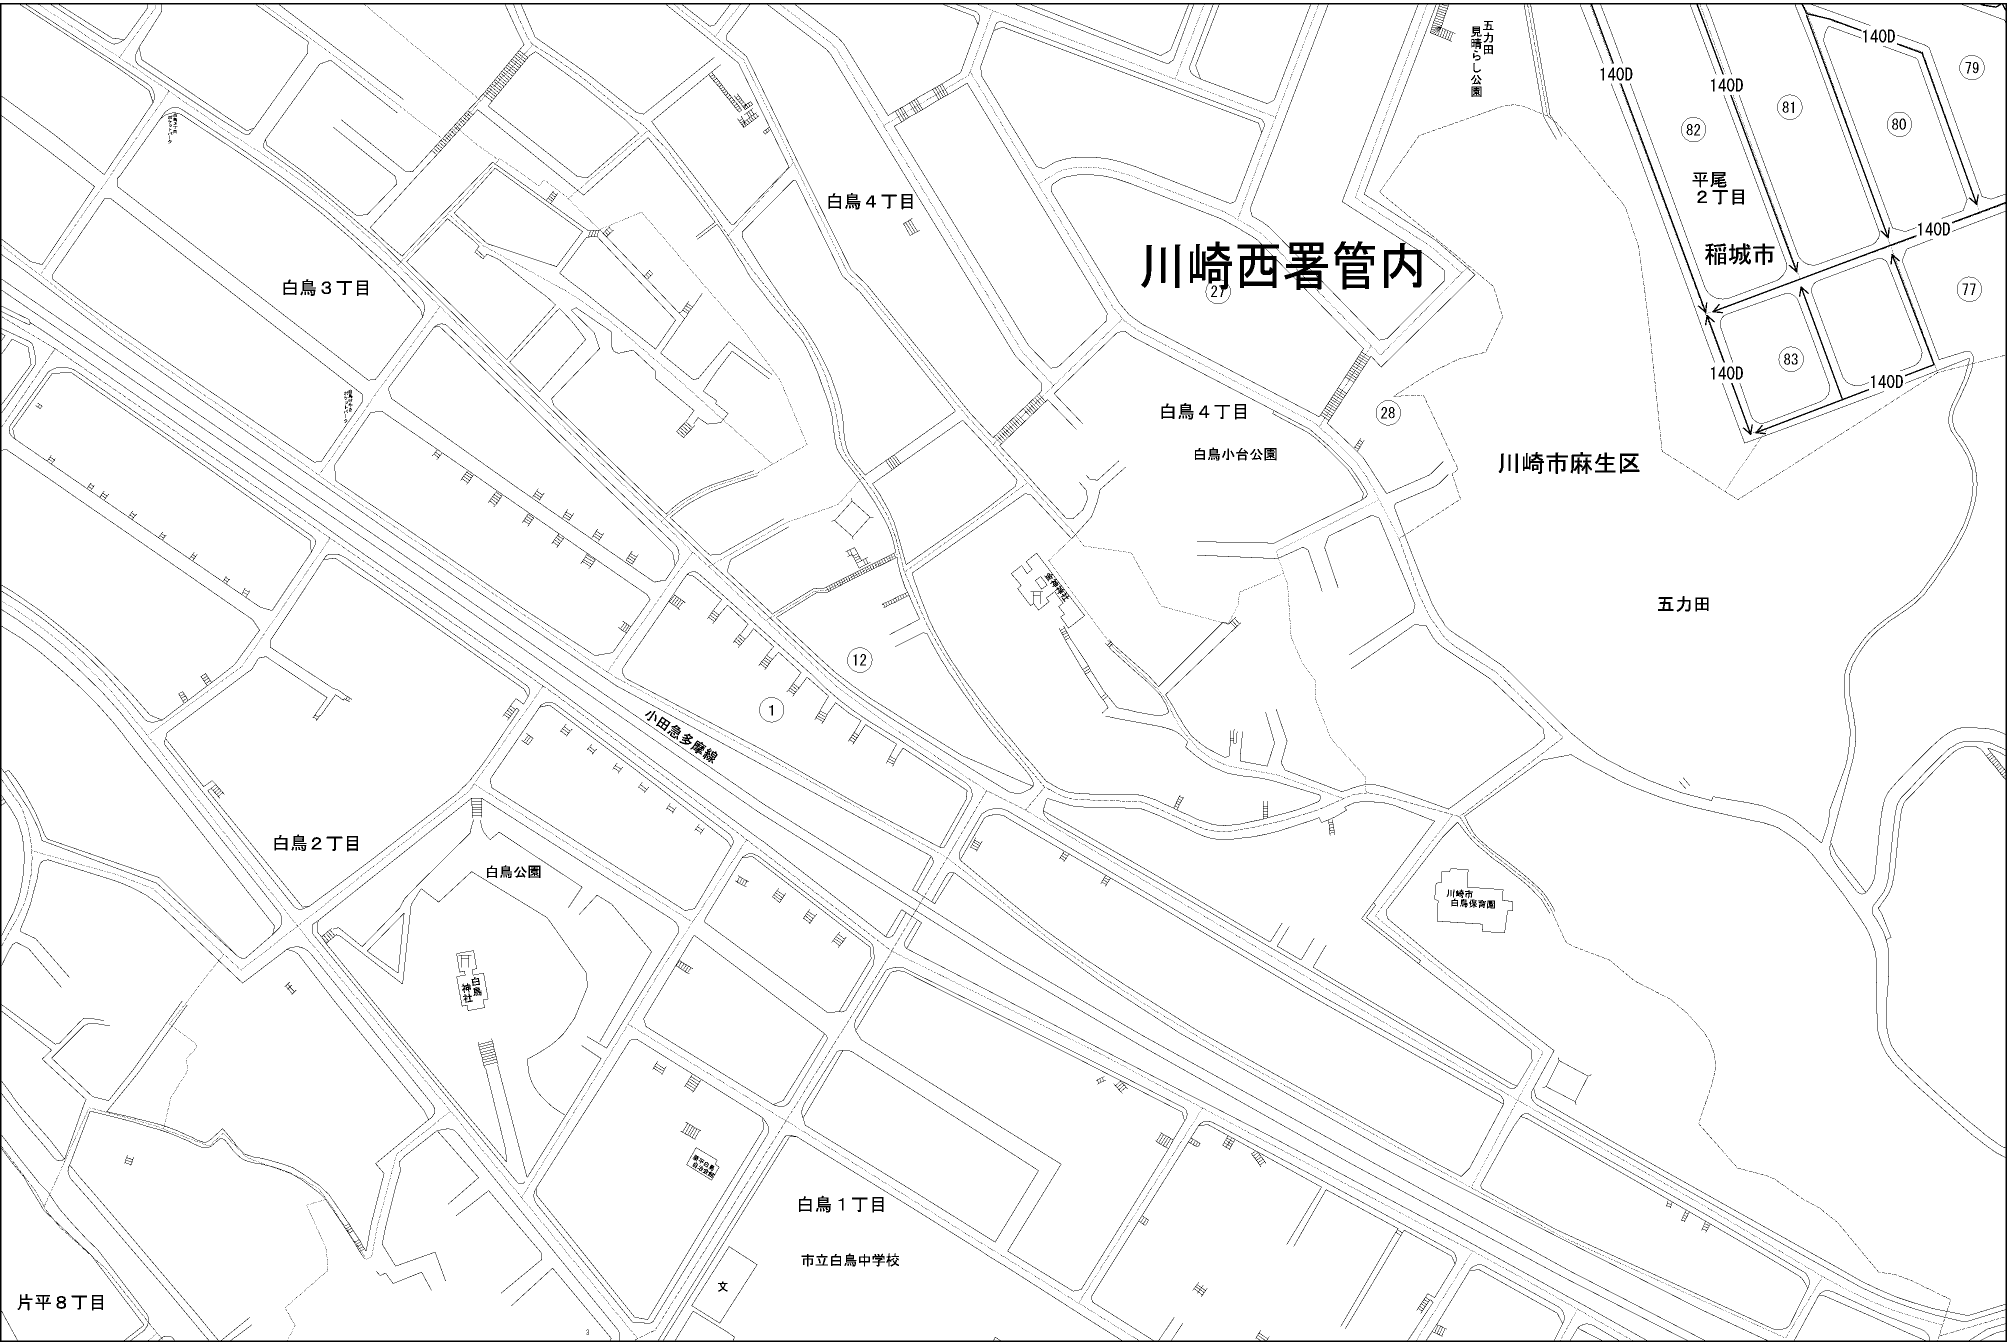 五力田
見晴らし公園
140D
79
140D
140D
81
80
82
平尾
２丁目
白鳥４丁目
140D
稲城市
川崎西署管内
27
77
白鳥３丁目
83
140D
140D
白鳥４丁目
28
白鳥小台公園
川崎市麻生区
五力田
12
1
小田急多摩線
白鳥２丁目
白鳥公園
川崎市
白鳥保育園
白鳥
神社
白鳥１丁目
市立白鳥中学校
文
片平８丁目
3